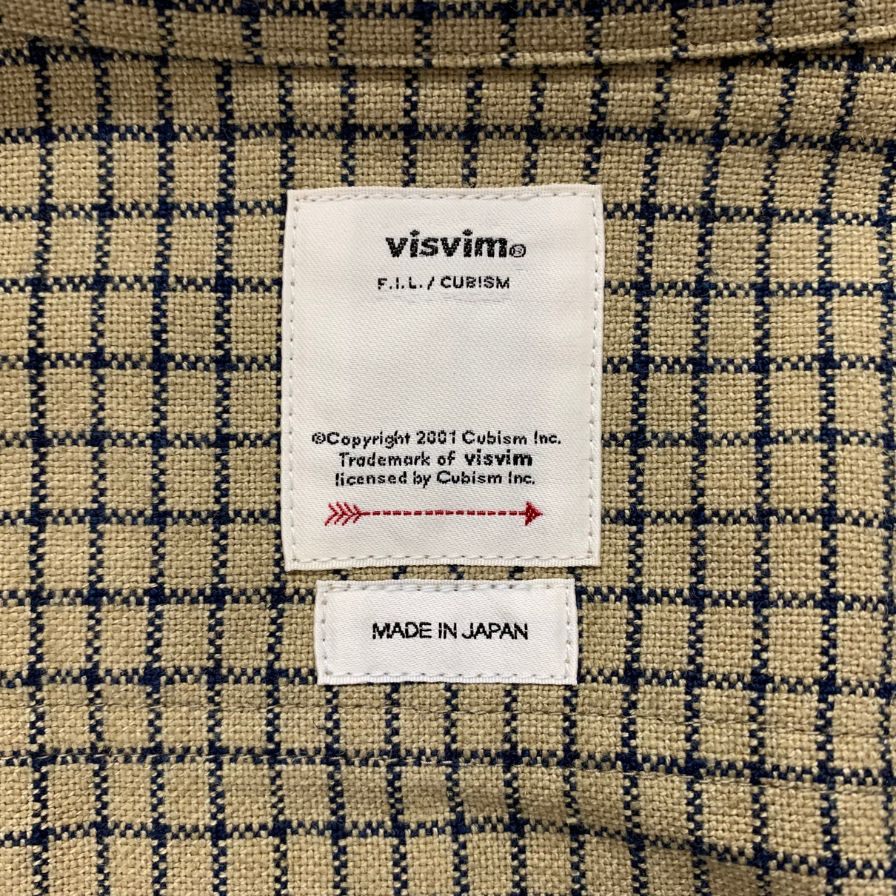 visvim®
F.I.L. / CUBISM
©Copyright 2001 Cubism Inc.
Trademark of visvim
licensed by Cubism Inc.
MADE IN JAPAN